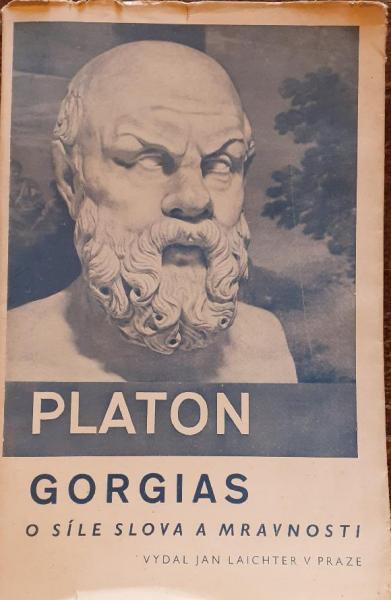 PLATON
GORGIAS
O SÍLE SLOVA A MRAVNOSTI
VYDAL JAN LAICHTER V PRAZE